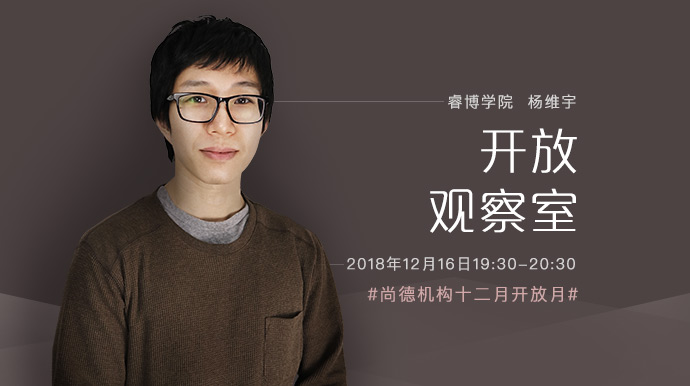 睿博学院 杨维宇
开放
观察室
2018年12月16日19:30-20:30
#尚德机构十二月开放月#